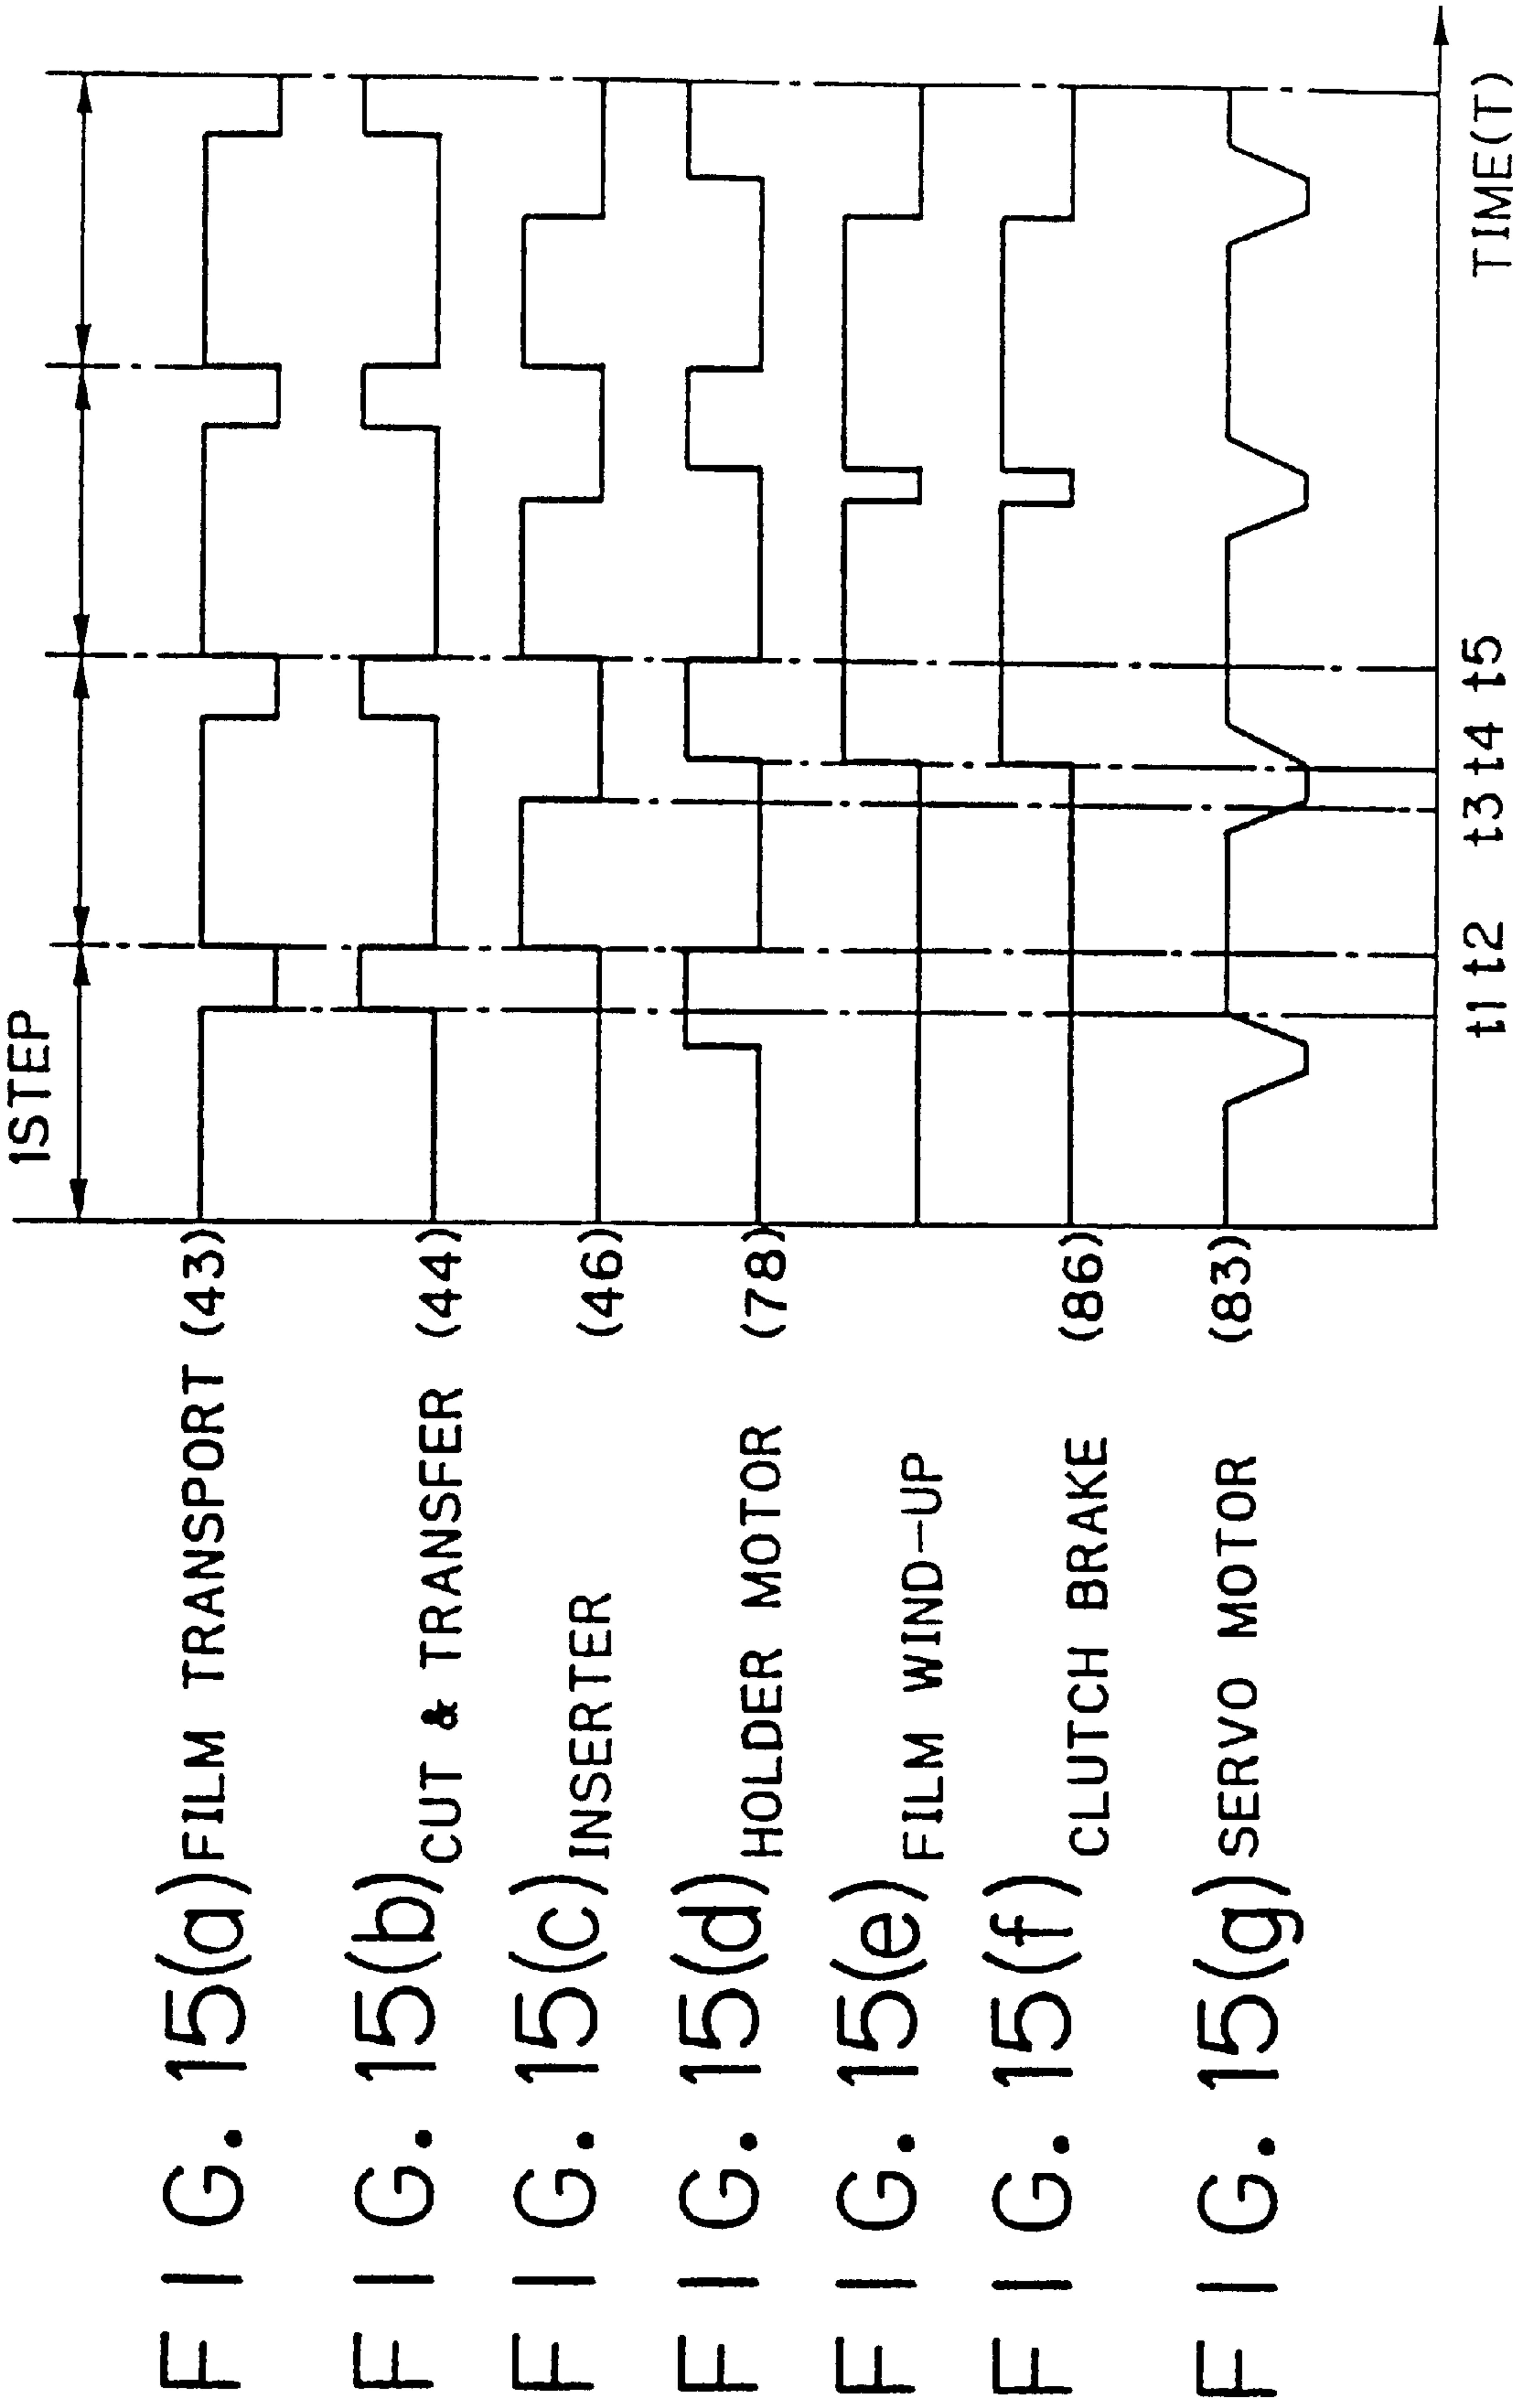 1STEP
FIG. 15(a) FILM TRANSPORT (43)
FIG. 15(b) CUT & TRANSFER (44)
FIG. 15(c) INSERTER (46)
FIG. 15(d) HOLDER MOTOR (78)
FIG. 15(e) FILM WIND-UP
FIG. 15(f) CLUTCH BRAKE (86)
FIG. 15(g) SERVO MOTOR (83)
t1 t2 t3 t4 t5
TIME(T)